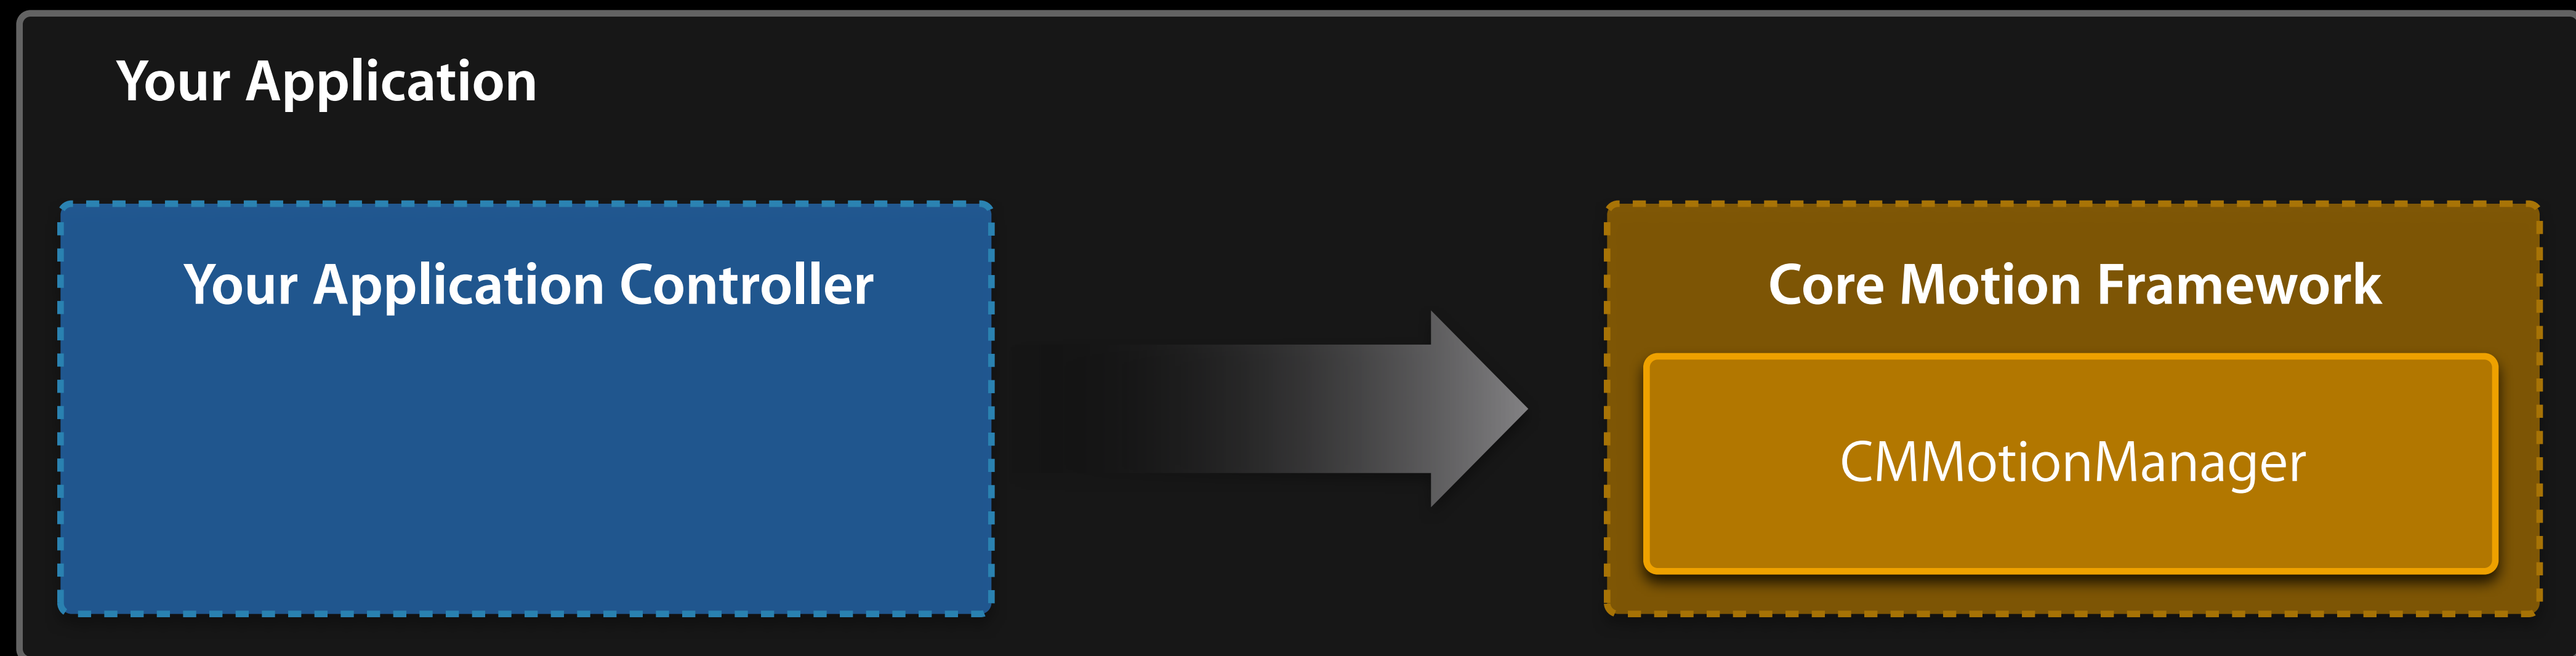 Your Application
Your Application Controller
Core Motion Framework
CMMotionManager